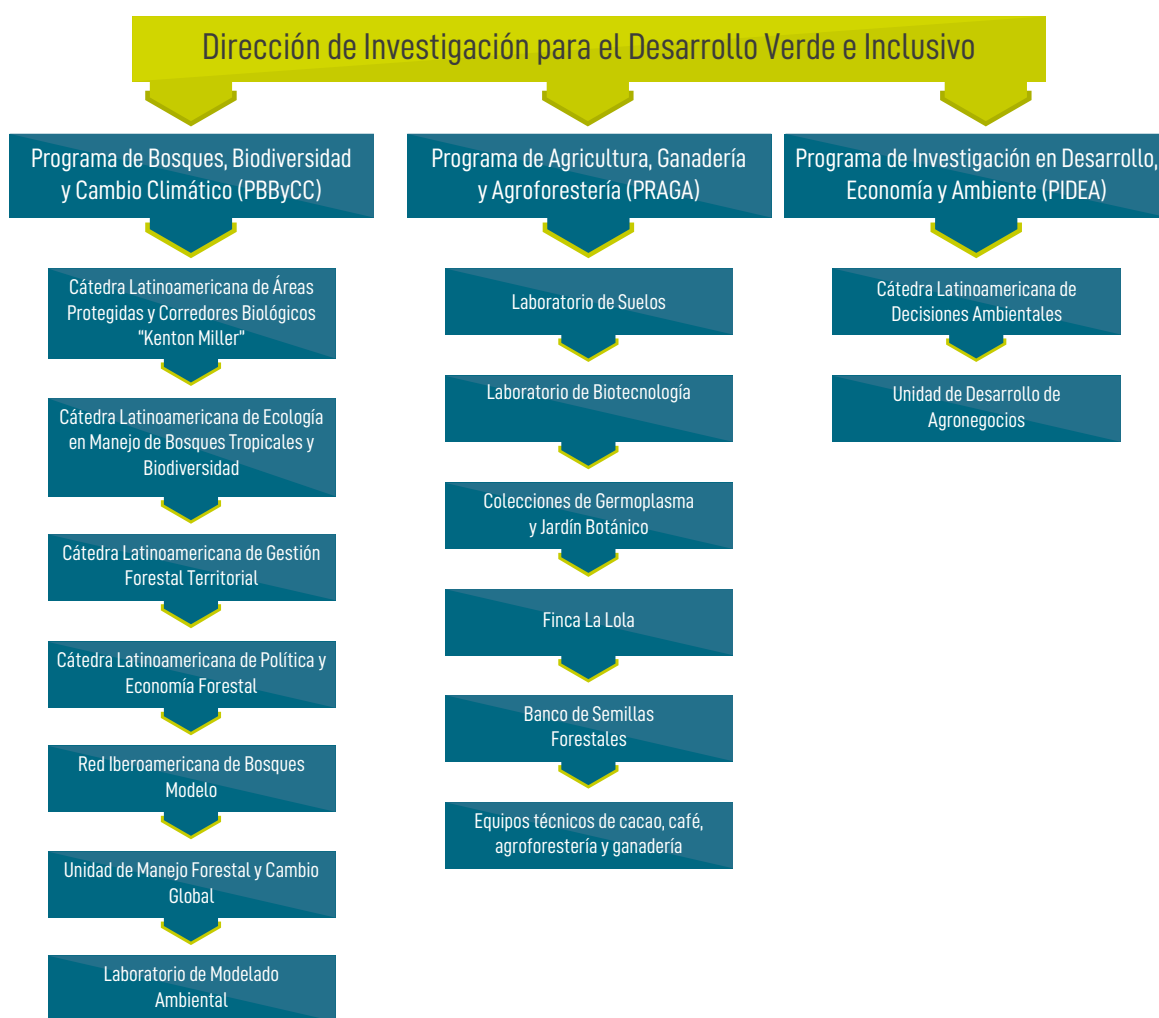 Dirección de Investigación para el Desarrollo Verde e Inclusivo
Programa de Bosques, Biodiversidad
y Cambio Climático (PBByCC)
Cátedra Latinoamericana de Áreas
Protegidas y Corredores Biológicos
"Kenton Miller"
Cátedra Latinoamericana de Ecología
en Manejo de Bosques Tropicales y
Biodiversidad
Cátedra Latinoamericana de Gestión
Forestal Territorial
Cátedra Latinoamericana de Política y
Economía Forestal
Red Iberoamericana de Bosques
Modelo
Unidad de Manejo Forestal y Cambio
Global
Laboratorio de Modelado
Ambiental
Programa de Agricultura, Ganadería
y Agroforestería (PRAGA)
Laboratorio de Suelos
Laboratorio de Biotecnología
Colecciones de Germoplasma
y Jardín Botánico
Finca La Lola
Banco de Semillas
Forestales
Equipos técnicos de cacao, café,
agroforestería y ganadería
Programa de Investigación en Desarrollo,
Economía y Ambiente (PIDEA)
Cátedra Latinoamericana de
Decisiones Ambientales
Unidad de Desarrollo de
Agronegocios